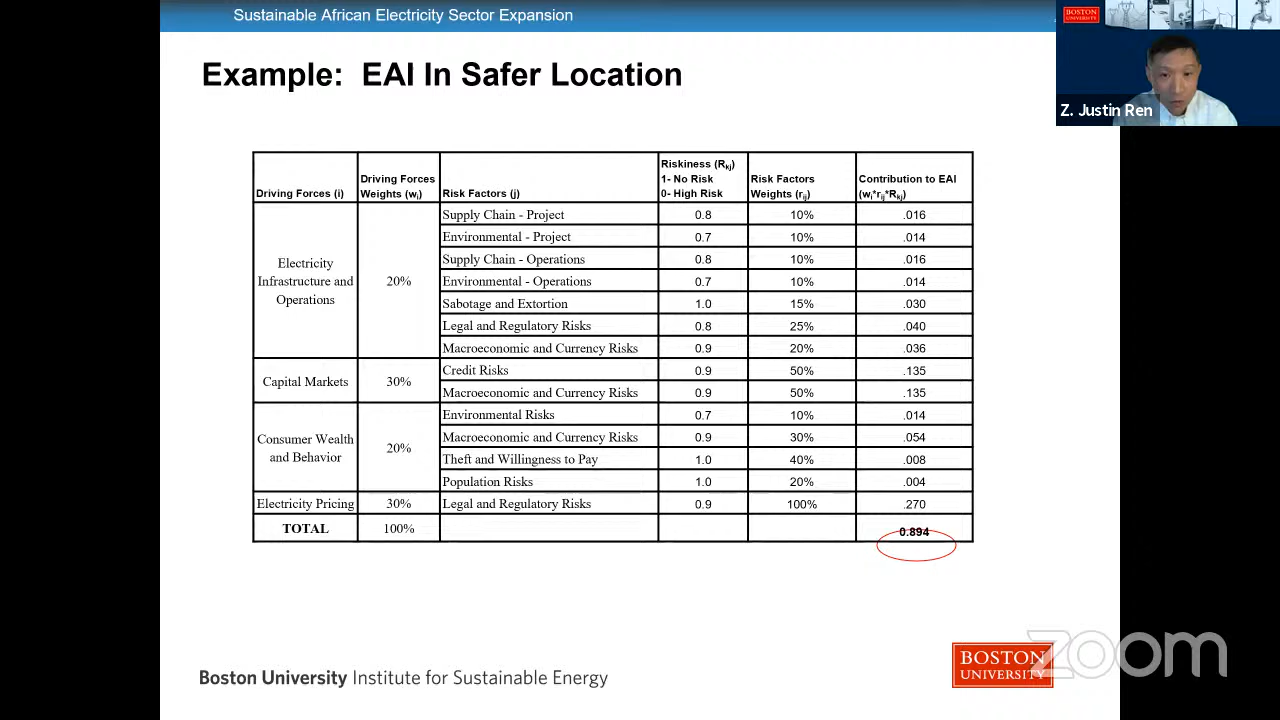 Sustainable African Electricity Sector Expansion
BOSTON
UNIVERSITY
Z. Justin Ren
Example: EAI In Safer Location
Driving Forces (i)
Driving Forces
Weights (wi)
Risk Factors (j)
Riskiness (Rkj)
1- No Risk
0- High Risk
Risk Factors
Weights (rij)
Contribution to EAI
(wi*rij*Rkj)
Electricity
Infrastructure and
Operations
20%
Supply Chain - Project 0.8 10% .016
Environmental - Project 0.7 10% .014
Supply Chain - Operations 0.8 10% .016
Environmental - Operations 0.7 10% .014
Sabotage and Extortion 1.0 15% .030
Legal and Regulatory Risks 0.8 25% .040
Macroeconomic and Currency Risks 0.9 20% .036
Capital Markets
30%
Credit Risks 0.9 50% .135
Macroeconomic and Currency Risks 0.9 50% .135
Consumer Wealth
and Behavior
20%
Environmental Risks 0.7 10% .014
Macroeconomic and Currency Risks 0.9 30% .054
Theft and Willingness to Pay 1.0 40% .008
Population Risks 1.0 20% .004
Electricity Pricing 30% Legal and Regulatory Risks 0.9 100% .270
TOTAL 100% 0.894
Boston University Institute for Sustainable Energy
BOSTON
UNIVERSITY
zoom